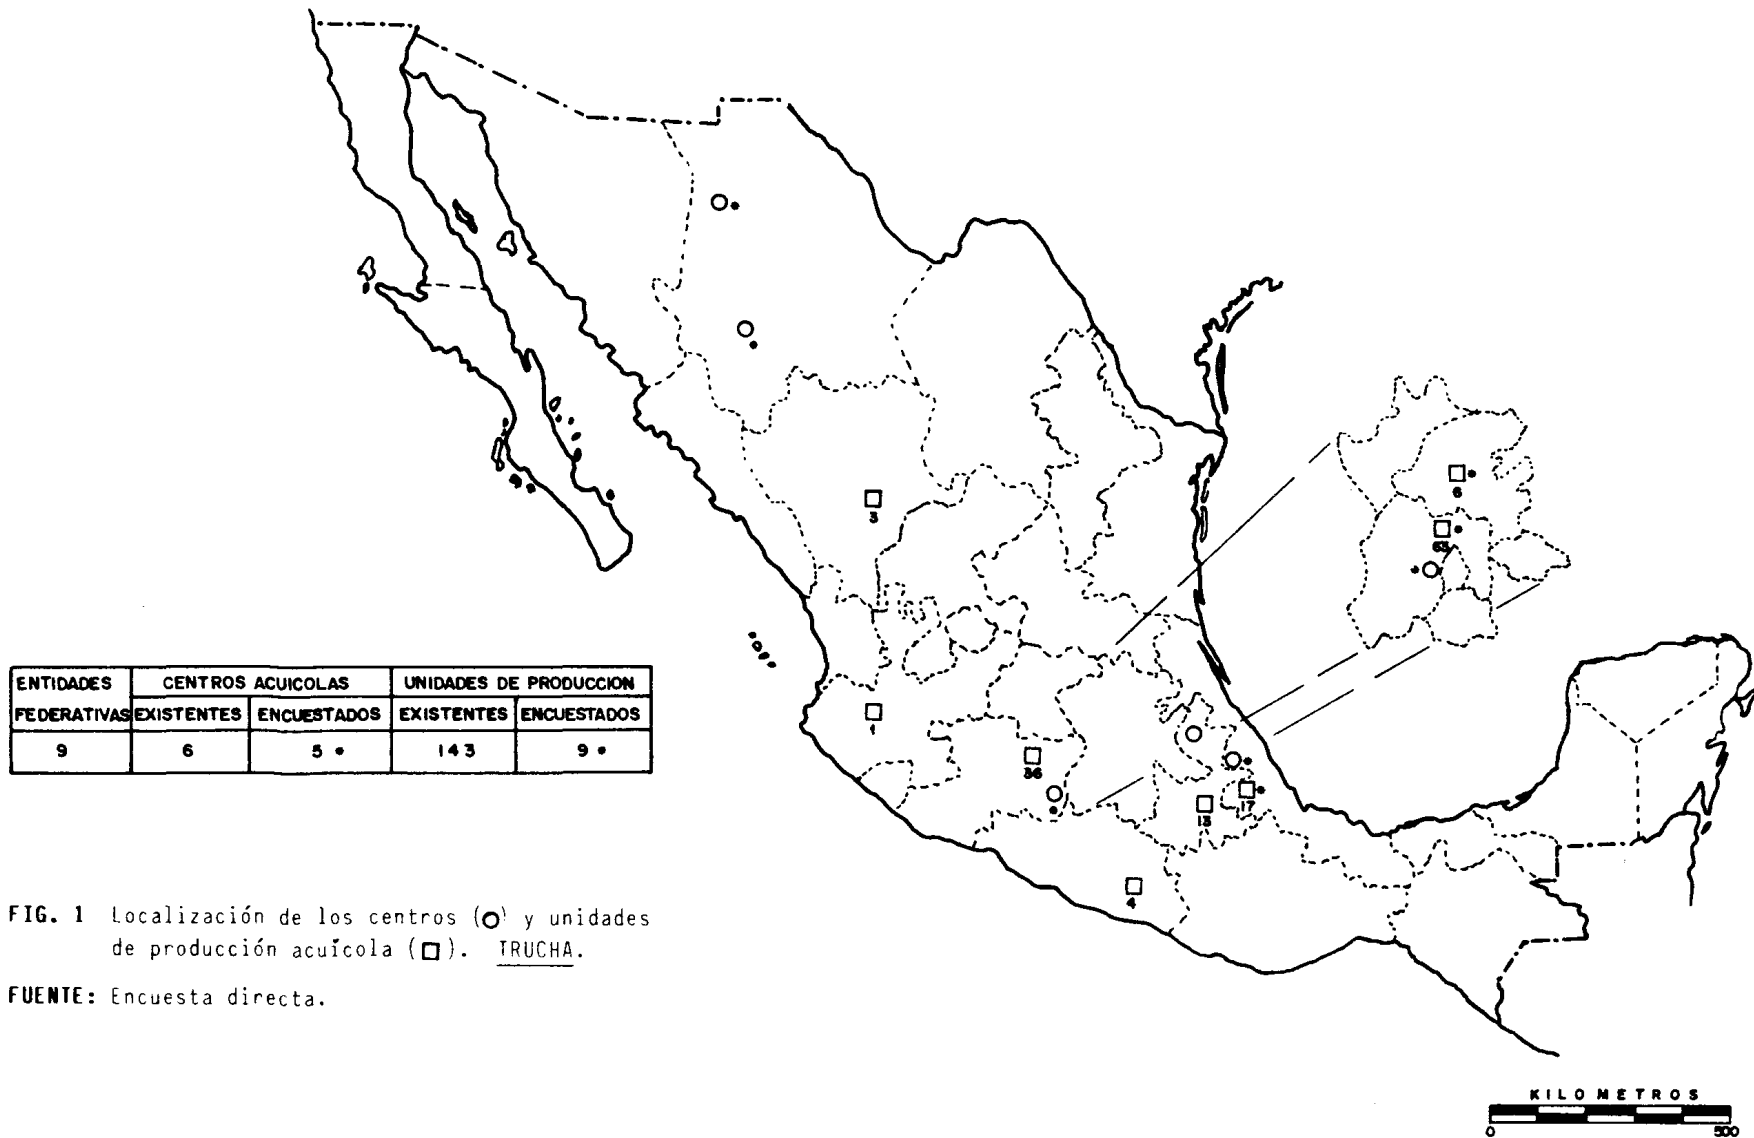 3
6
63
1
36
13
17
4
ENTIDADES FEDERATIVAS
CENTROS ACUICOLAS
UNIDADES DE PRODUCCION
EXISTENTES
ENCUESTADOS
EXISTENTES
ENCUESTADOS
9
6
5 •
143
9 •
FIG. 1 Localización de los centros (O) y unidades
de producción acuícola (□). TRUCHA.
FUENTE: Encuesta directa.
KILOMETROS
0 500